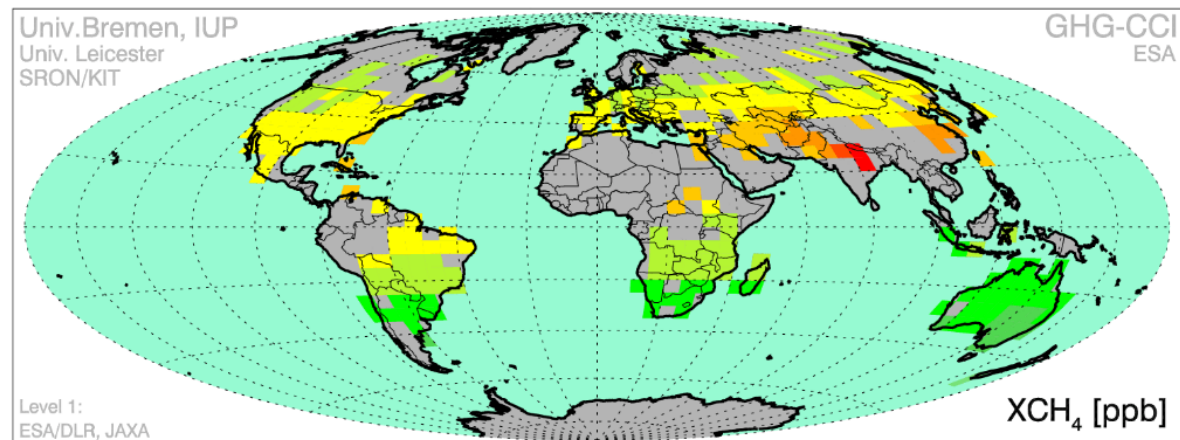 Univ.Bremen, IUP
Univ. Leicester
SRON/KIT
GHG-CCI
ESA
Level 1:
ESA/DLR, JAXA
XCH₄ [ppb]